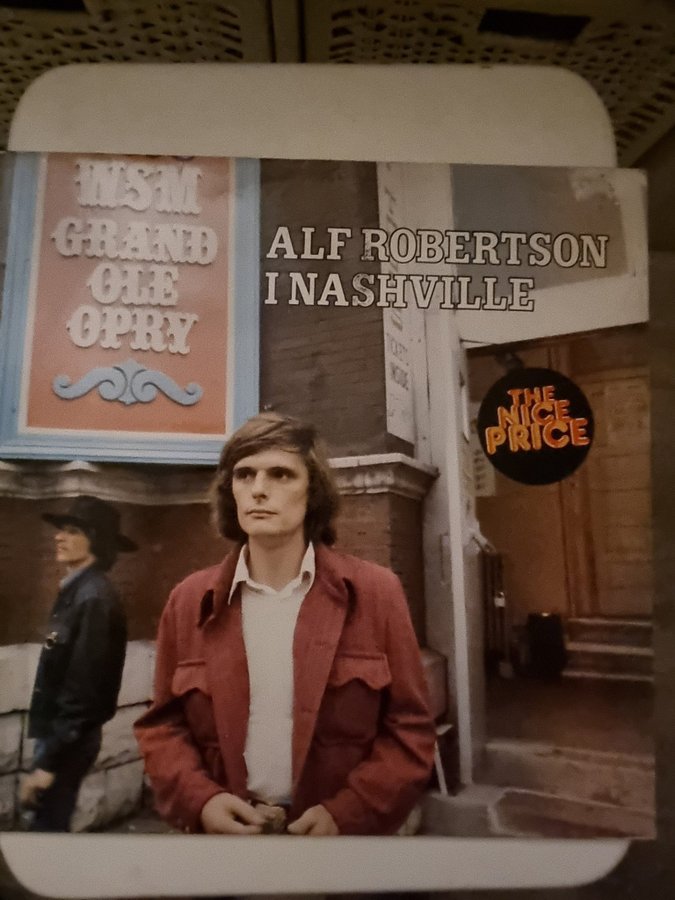 WSM
GRAND
OLE
OPRY
ALF ROBERTSON
I NASHVILLE
THE
NICE
PRICE